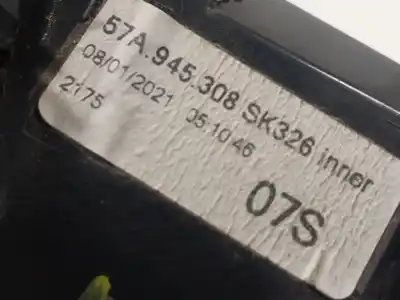 57A.945.308 SK326 inner
08/01/2021 05:10:46
2175
07S